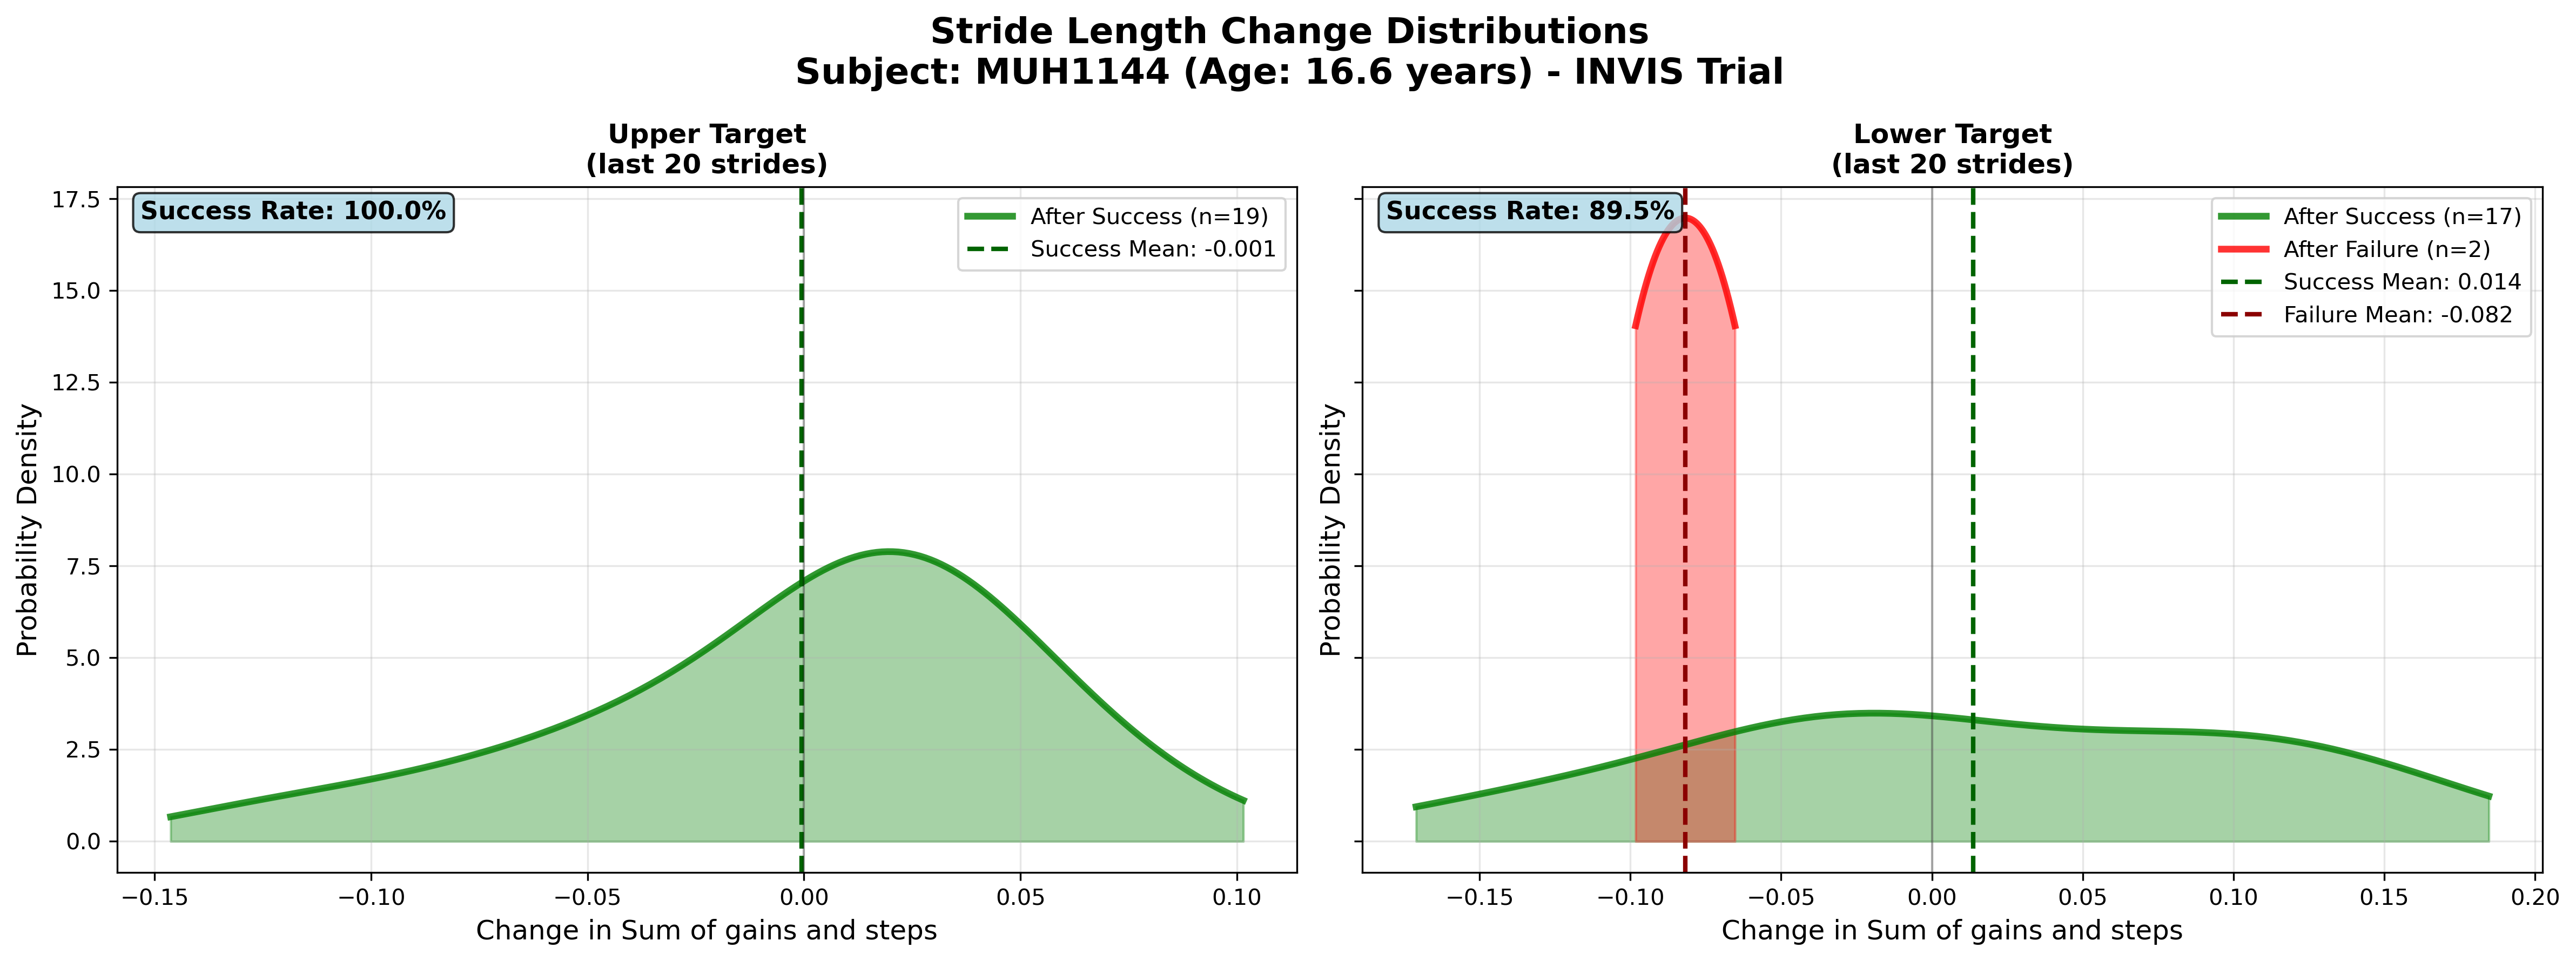 Stride Length Change Distributions
Subject: MUH1144 (Age: 16.6 years) - INVIS Trial
Upper Target
(last 20 strides)
Success Rate: 100.0%
After Success (n=19)
Success Mean: -0.001
Probability Density
17.5
15.0
12.5
10.0
7.5
5.0
2.5
0.0
−0.15
−0.10
−0.05
0.00
0.05
0.10
Change in Sum of gains and steps
Lower Target
(last 20 strides)
Success Rate: 89.5%
After Success (n=17)
After Failure (n=2)
Success Mean: 0.014
Failure Mean: -0.082
Probability Density
−0.15
−0.10
−0.05
0.00
0.05
0.10
0.15
0.20
Change in Sum of gains and steps